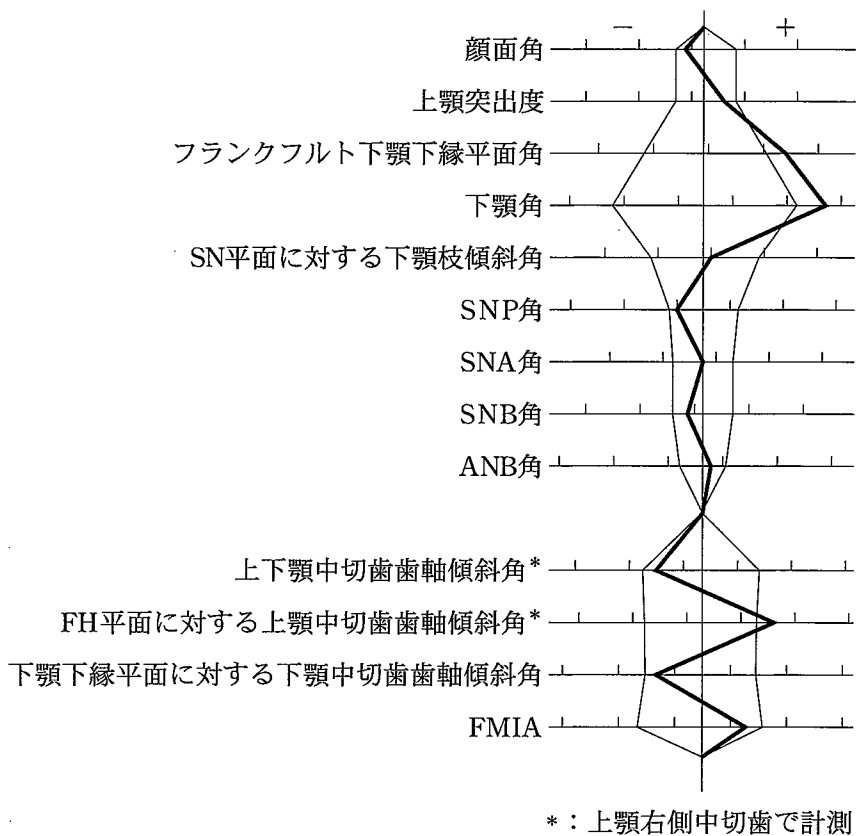 − +
顔面角
上顎突出度
フランクフルト下顎下縁平面角
下顎角
SN平面に対する下顎枝傾斜角
SNP角
SNA角
SNB角
ANB角
上下顎中切歯歯軸傾斜角*
FH平面に対する上顎中切歯歯軸傾斜角*
下顎下縁平面に対する下顎中切歯歯軸傾斜角
FMIA
*：上顎右側中切歯で計測